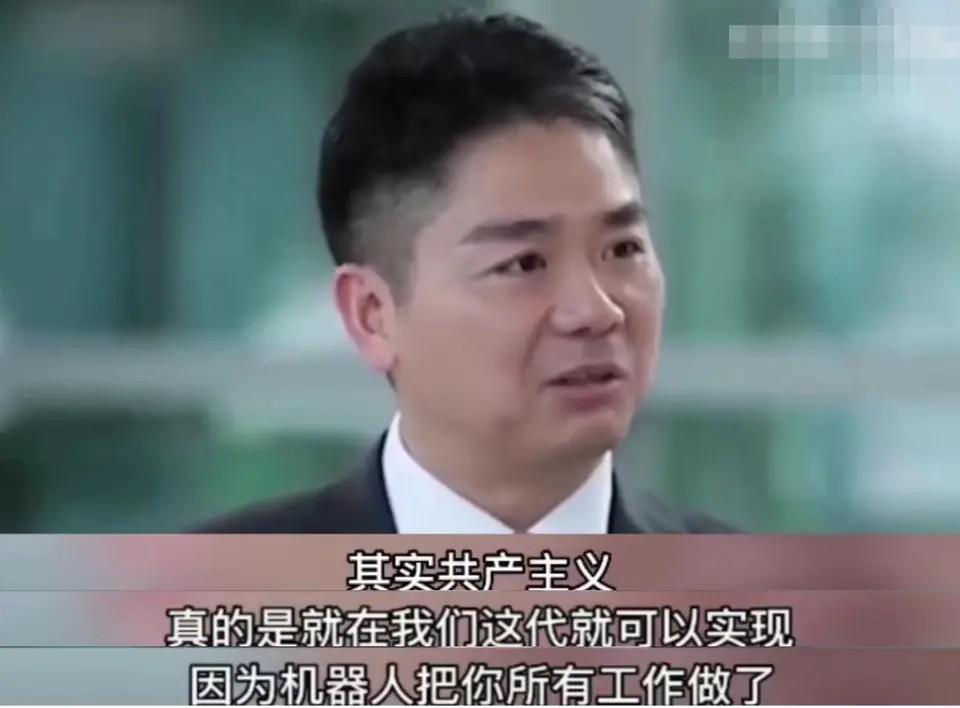 其实共产主义
真的是就在我们这代就可以实现
因为机器人把你所有工作做了